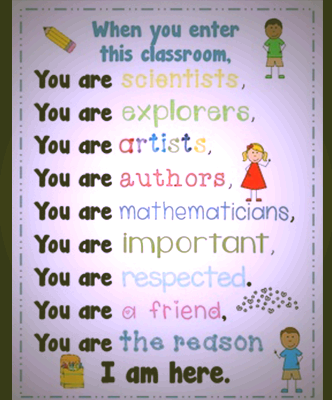 When you enter
this classroom,
You are scientists,
You are explorers,
You are artists,
You are authors,
You are mathematicians,
You are important,
You are respected.
You are a friend,
You are the reason
I am here.